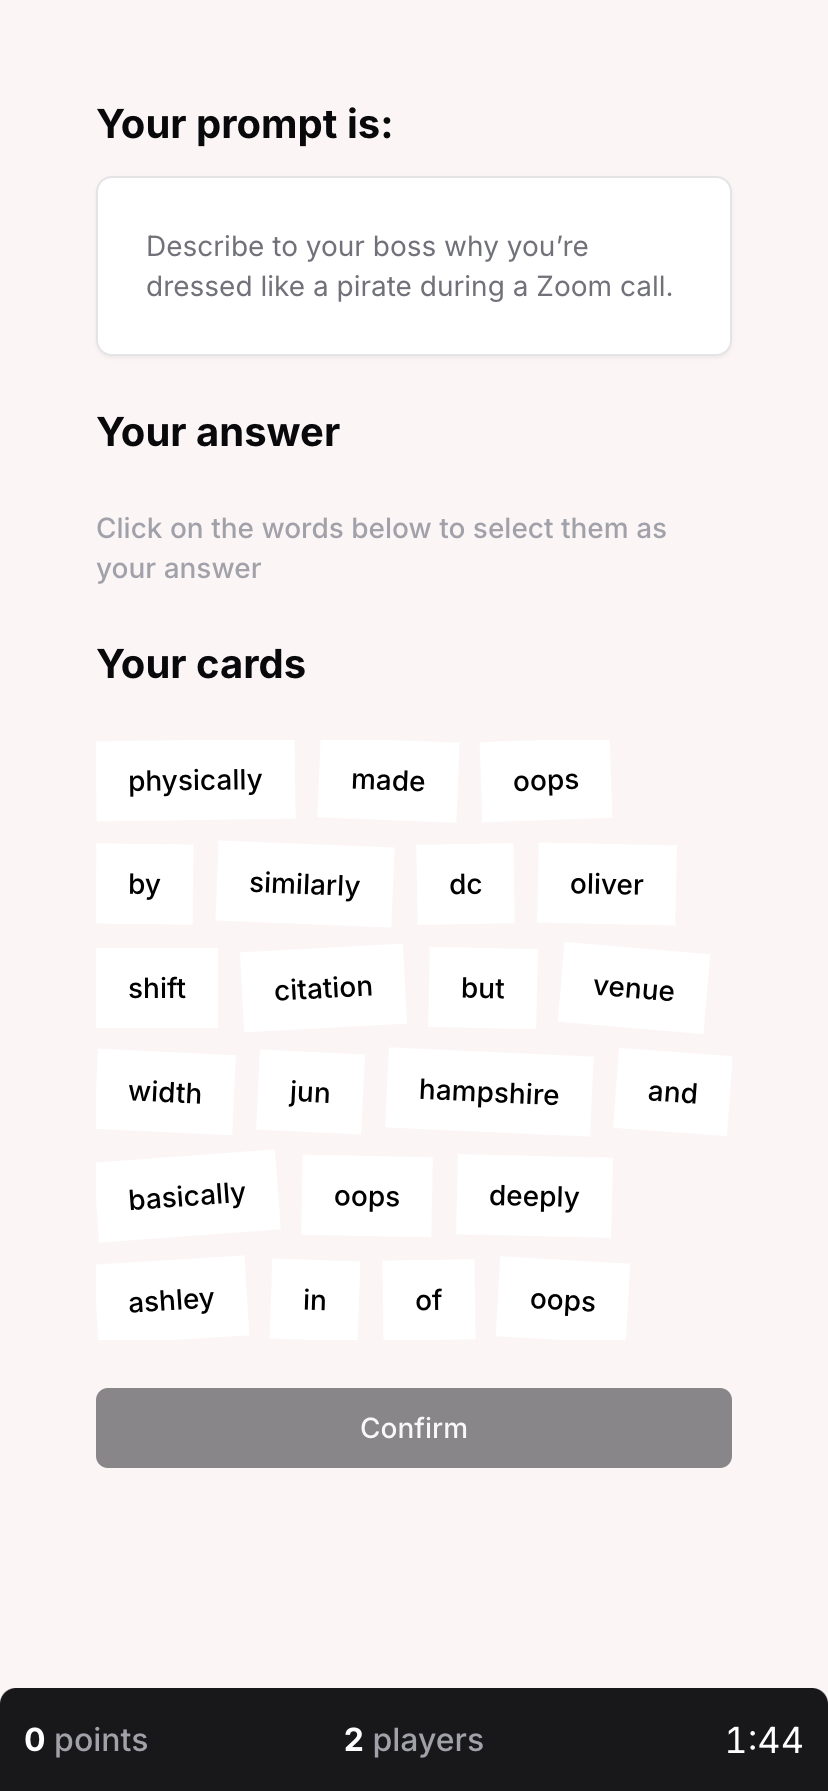 Your prompt is:
Describe to your boss why you’re
dressed like a pirate during a Zoom call.
Your answer
Click on the words below to select them as
your answer
Your cards
physically made oops
by similarly dc oliver
shift citation but venue
width jun hampshire and
basically oops deeply
ashley in of oops
Confirm
0 points 2 players 1:44